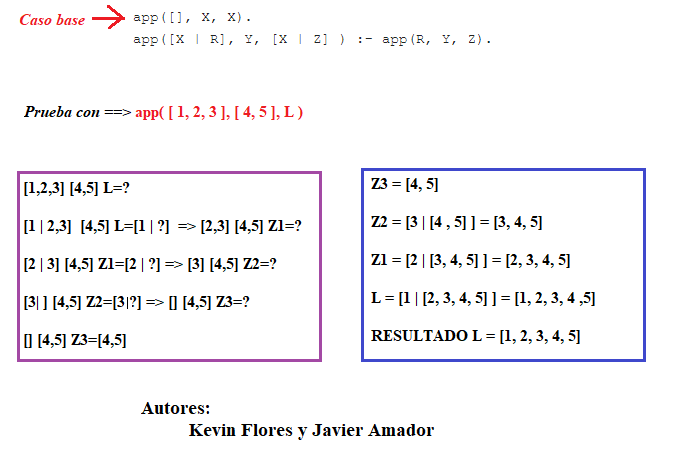 Caso base app([], X, X).
app([X | R], Y, [X | Z] ) :- app(R, Y, Z).
Prueba con ==> app( [ 1, 2, 3 ], [ 4, 5 ], L )
[1,2,3] [4,5] L=?
[1 | 2,3] [4,5] L=[1 | ?] => [2,3] [4,5] Z1=?
[2 | 3] [4,5] Z1=[2 | ?] => [3] [4,5] Z2=?
[3| ] [4,5] Z2=[3|?] => [] [4,5] Z3=?
[] [4,5] Z3=[4,5]
Z3 = [4, 5]
Z2 = [3 | [4 , 5] ] = [3, 4, 5]
Z1 = [2 | [3, 4, 5] ] = [2, 3, 4, 5]
L = [1 | [2, 3, 4, 5] ] = [1, 2, 3, 4 ,5]
RESULTADO L = [1, 2, 3, 4, 5]
Autores:
Kevin Flores y Javier Amador